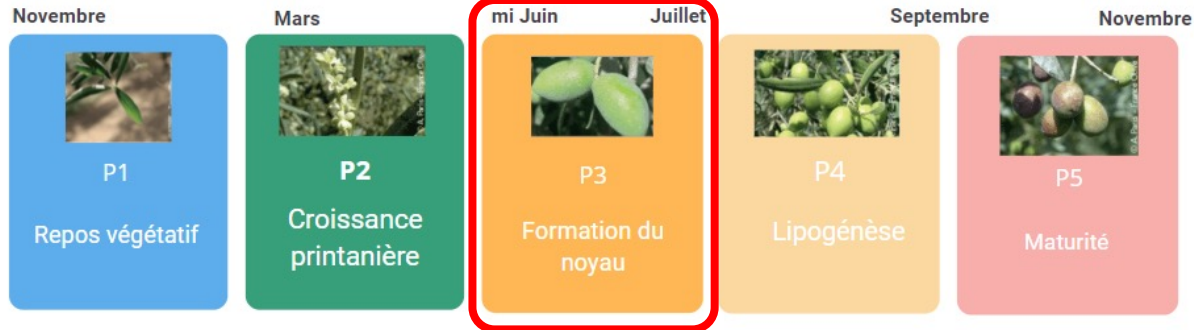 Novembre
Mars
mi Juin
Juillet
Septembre
Novembre
P1
Repos végétatif
P2
Croissance
printanière
P3
Formation du
noyau
P4
Lipogénèse
P5
Maturité